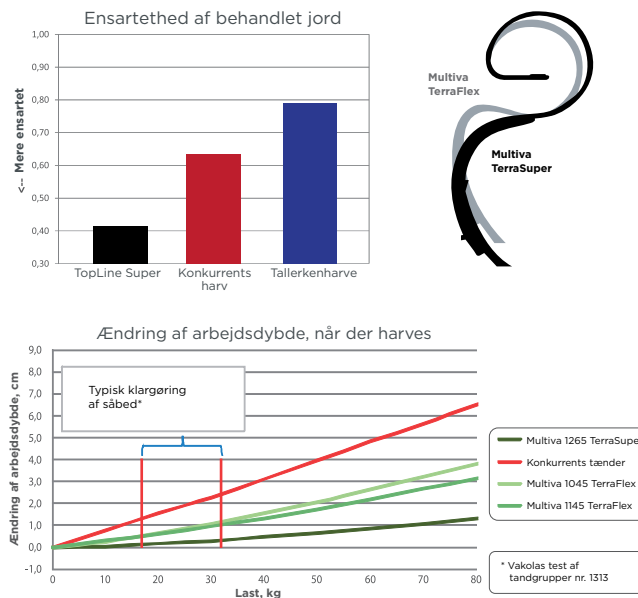 Ensartethed af behandlet jord
<-- Mere ensartet
1,00
0,90
0,80
0,70
0,60
0,50
0,40
0,30
TopLine Super
Konkurrents
harv
Tallerkenharve
Multiva
TerraFlex
Multiva
TerraSuper
Ændring af arbejdsdybde, når der harves
Ændring af arbejdsdybde, cm
9,0
8,0
7,0
6,0
5,0
4,0
3,0
2,0
1,0
0,0
-1,0
Typisk klargøring
af såbed*
0 10 20 30 40 50 60 70 80
Last, kg
Multiva 1265 TerraSupe
Konkurrents tænder
Multiva 1045 TerraFlex
Multiva 1145 TerraFlex
* Vakolas test af
tandgrupper nr. 1313